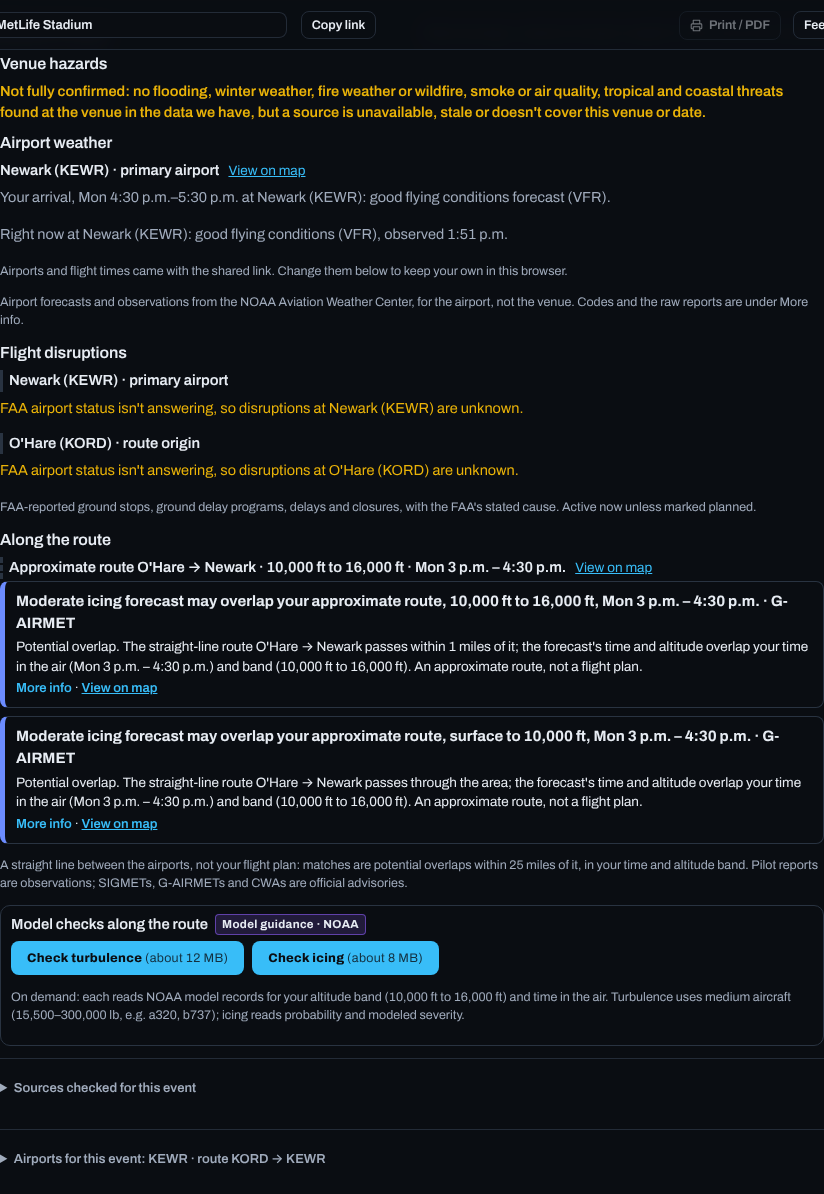 MetLife Stadium
Copy link
Print / PDF
Fee
Venue hazards
Not fully confirmed: no flooding, winter weather, fire weather or wildfire, smoke or air quality, tropical and coastal threats
found at the venue in the data we have, but a source is unavailable, stale or doesn't cover this venue or date.
Airport weather
Newark (KEWR) · primary airport View on map
Your arrival, Mon 4:30 p.m.–5:30 p.m. at Newark (KEWR): good flying conditions forecast (VFR).
Right now at Newark (KEWR): good flying conditions (VFR), observed 1:51 p.m.
Airports and flight times came with the shared link. Change them below to keep your own in this browser.
Airport forecasts and observations from the NOAA Aviation Weather Center, for the airport, not the venue. Codes and the raw reports are under More
info.
Flight disruptions
Newark (KEWR) · primary airport
FAA airport status isn't answering, so disruptions at Newark (KEWR) are unknown.
O'Hare (KORD) · route origin
FAA airport status isn't answering, so disruptions at O'Hare (KORD) are unknown.
FAA-reported ground stops, ground delay programs, delays and closures, with the FAA's stated cause. Active now unless marked planned.
Along the route
Approximate route O'Hare → Newark · 10,000 ft to 16,000 ft · Mon 3 p.m. – 4:30 p.m. View on map
Moderate icing forecast may overlap your approximate route, 10,000 ft to 16,000 ft, Mon 3 p.m. – 4:30 p.m. · G-
AIRMET
Potential overlap. The straight-line route O'Hare → Newark passes within 1 miles of it; the forecast's time and altitude overlap your time
in the air (Mon 3 p.m. – 4:30 p.m.) and band (10,000 ft to 16,000 ft). An approximate route, not a flight plan.
More info · View on map
Moderate icing forecast may overlap your approximate route, surface to 10,000 ft, Mon 3 p.m. – 4:30 p.m. · G-
AIRMET
Potential overlap. The straight-line route O'Hare → Newark passes through the area; the forecast's time and altitude overlap your time
in the air (Mon 3 p.m. – 4:30 p.m.) and band (10,000 ft to 16,000 ft). An approximate route, not a flight plan.
More info · View on map
A straight line between the airports, not your flight plan: matches are potential overlaps within 25 miles of it, in your time and altitude band. Pilot reports
are observations; SIGMETs, G-AIRMETs and CWAs are official advisories.
Model checks along the route Model guidance · NOAA
Check turbulence (about 12 MB) Check icing (about 8 MB)
On demand: each reads NOAA model records for your altitude band (10,000 ft to 16,000 ft) and time in the air. Turbulence uses medium aircraft
(15,500–300,000 lb, e.g. a320, b737); icing reads probability and modeled severity.
Sources checked for this event
Airports for this event: KEWR · route KORD → KEWR